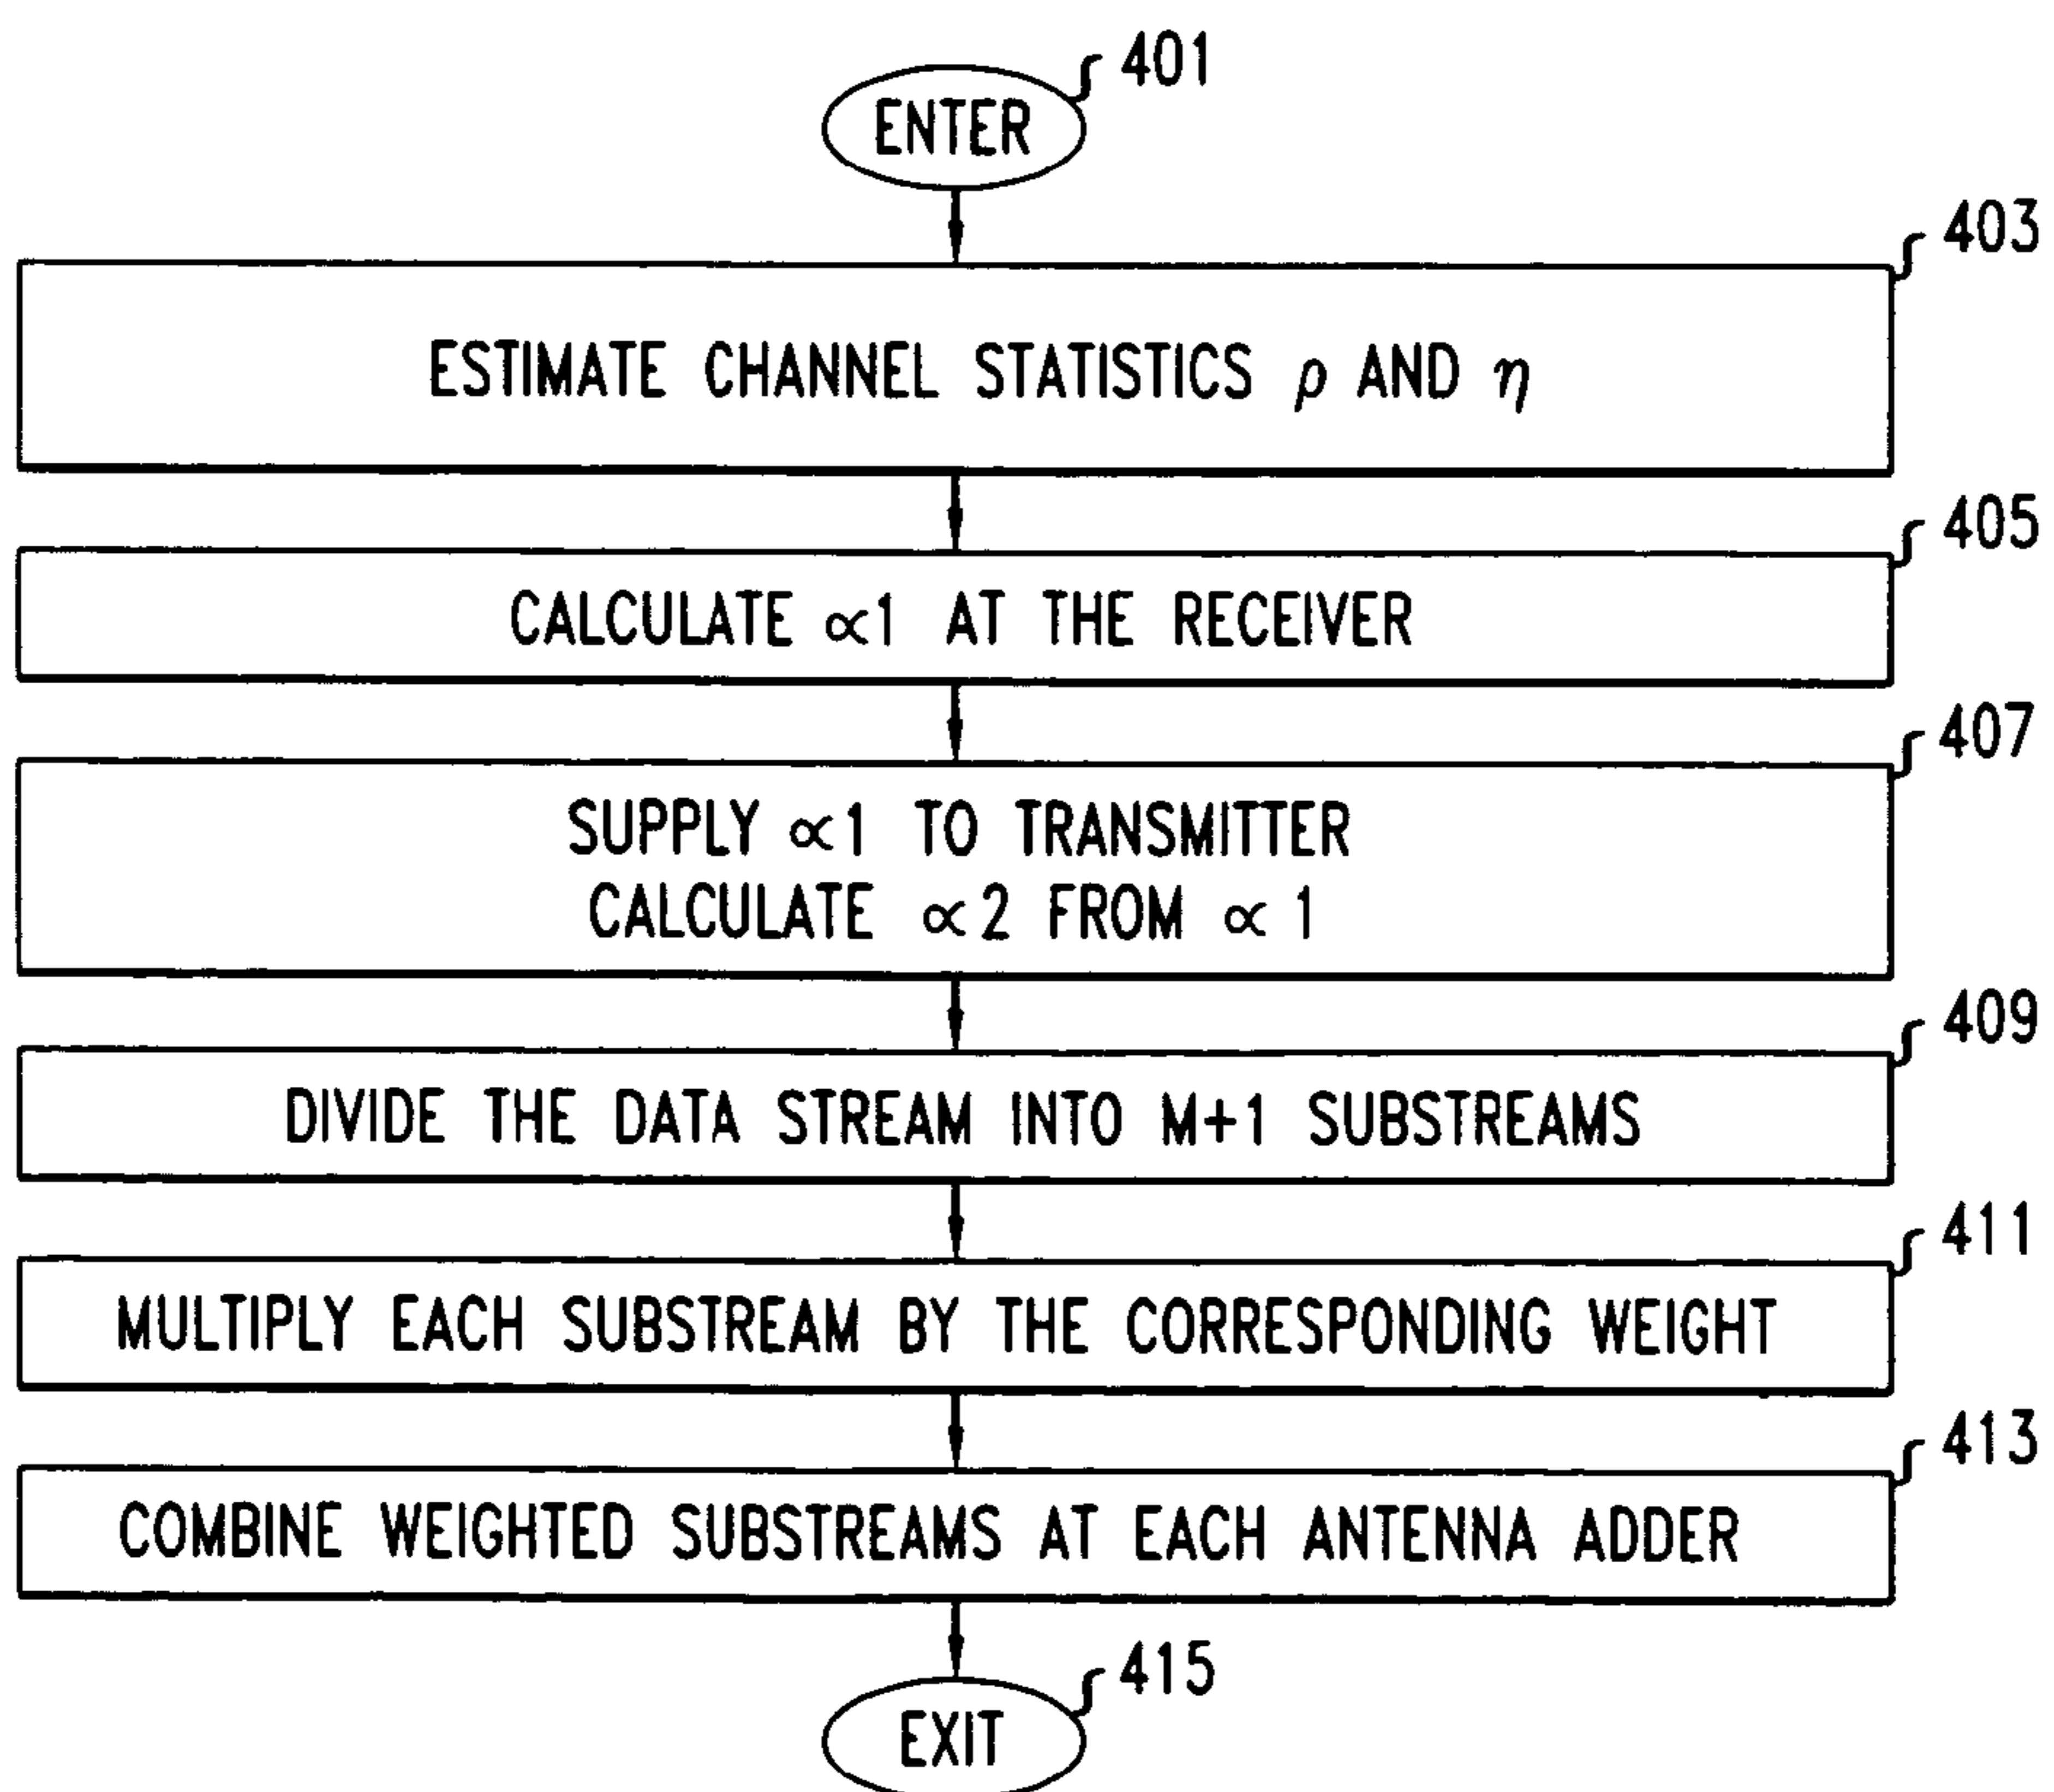 401
ENTER
403
ESTIMATE CHANNEL STATISTICS ρ AND η
405
CALCULATE ∝1 AT THE RECEIVER
407
SUPPLY ∝1 TO TRANSMITTER
CALCULATE ∝2 FROM ∝ 1
409
DIVIDE THE DATA STREAM INTO M+1 SUBSTREAMS
411
MULTIPLY EACH SUBSTREAM BY THE CORRESPONDING WEIGHT
413
COMBINE WEIGHTED SUBSTREAMS AT EACH ANTENNA ADDER
415
EXIT